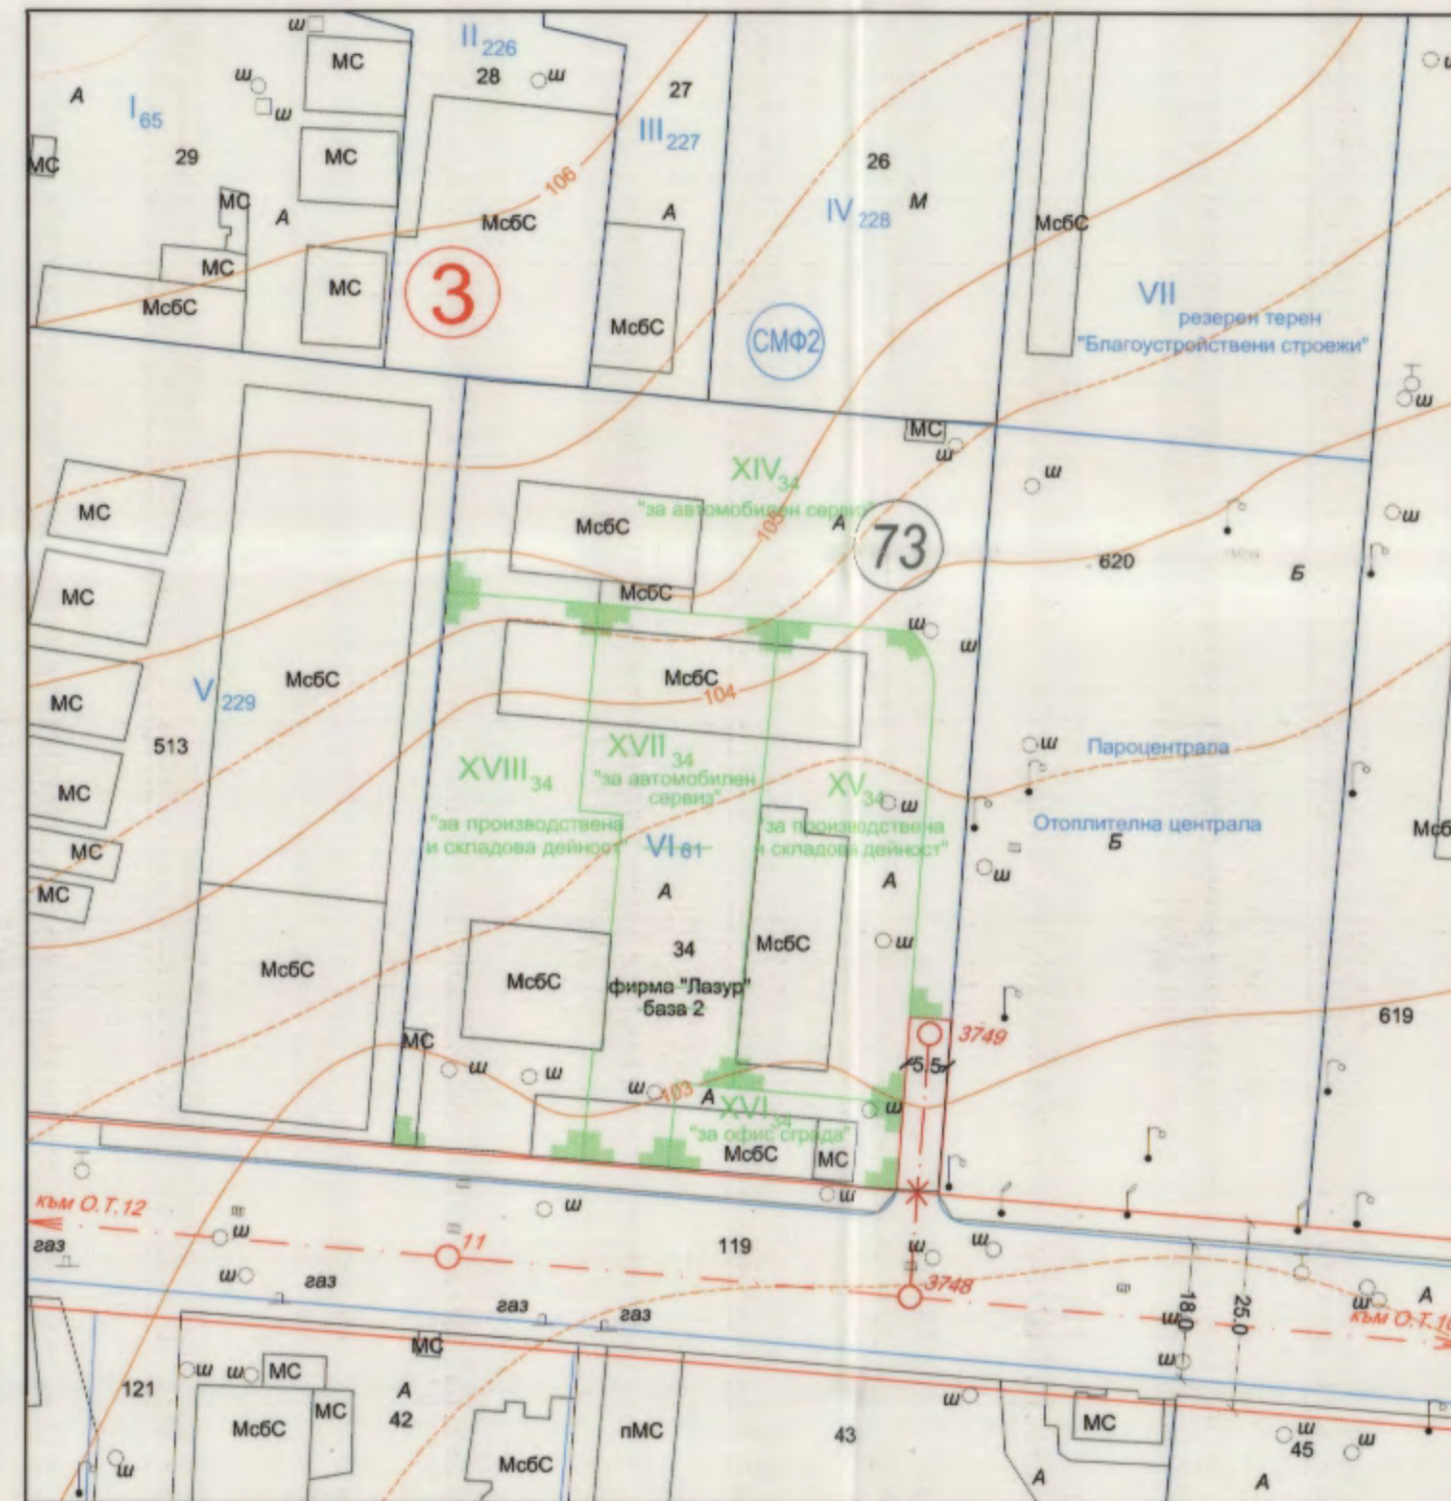 ш
II 226
МС
ш
28
ш
27
ш
А
I 65
ш
III 227
29
МС
26
МС
106
IV 228
М
МС
А
МсбС
А
МсбС
МС
3
МС
VII
резерен терен
"Благоустройствени строежи"
МсбС
МсбС
СМФ2
ш
МС
ш
XIV 34
ш
"за автомобилен сервиз"
МС
МсбС
105
А
73
ш
620
Б
МС
МсбС
ш
ш
МсбС
МсбС
104
МС
V 229
513
XVII 34
"за автомобилен
сервиз"
ш
Пароцентрала
XVIII 34
XV 34
МС
ш
"за производствена
и складова дейност"
"за производствена
и складова дейност"
Отоплителна централа
МсбС
VI 81
Б
МС
ш
МС
А
А
34
МсбС
ш
МсбС
МсбС
фирма "Лазур"
база 2
619
3749
МС
5.5
ш
ш
ш
103
А
ш
XVI 34
"за офис сграда"
МсбС
МС
ш
към О.Т.12
ш
ш
11
119
ш
ш
газ
ш
газ
3748
газ
газ
18.0
25.0
ш
ш
А
към О.Т.10
МС
ш
121
ш
ш
МС
А
42
МС
ш
МС
МсбС
пМС
43
ш
45
ш
ш
МсбС
А
А